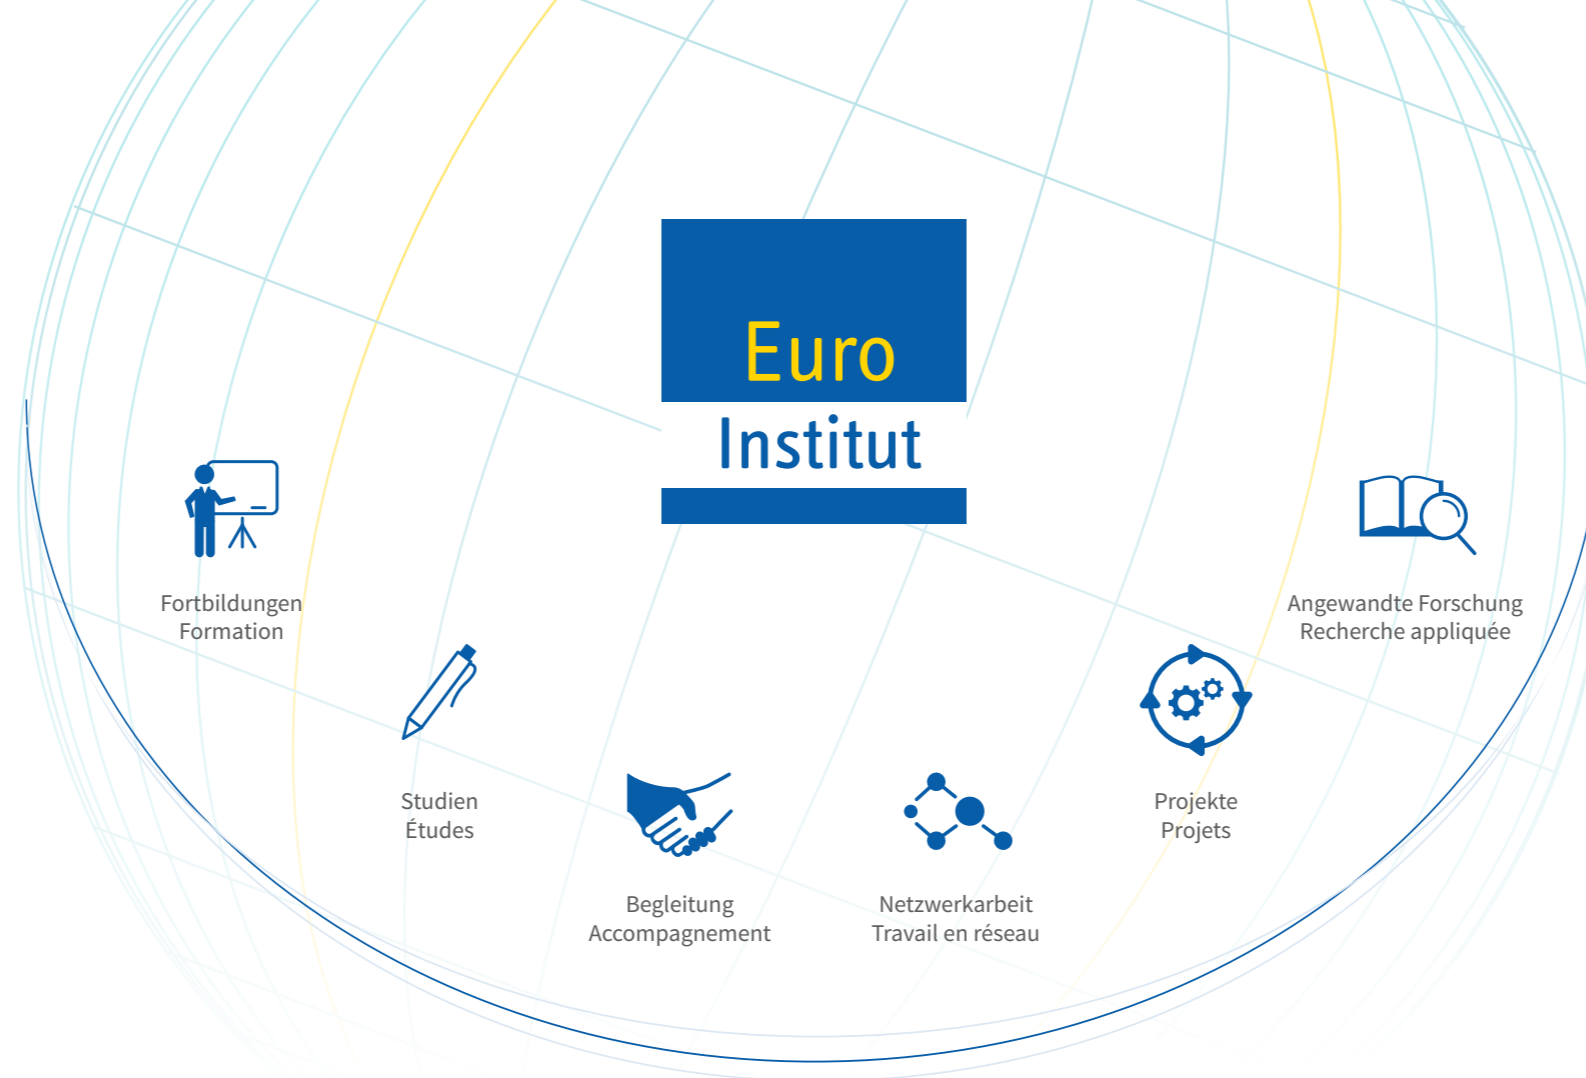 Euro
Institut
Fortbildungen
Formation
Studien
Études
Begleitung
Accompagnement
Netzwerkarbeit
Travail en réseau
Projekte
Projets
Angewandte Forschung
Recherche appliquée